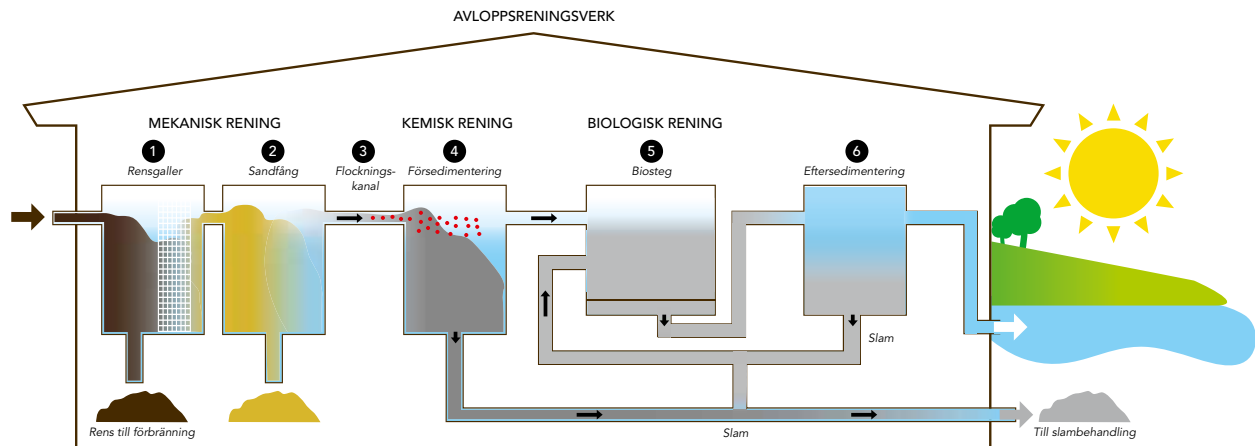 AVLOPPSRENINGSVERK
MEKANISK RENING
KEMISK RENING
BIOLOGISK RENING
1
2
3
4
5
6
Rensgaller
Sandfång
Flocknings-
kanal
Försedimentering
Biosteg
Eftersedimentering
Slam
Rens till förbränning
Slam
Till slambehandling